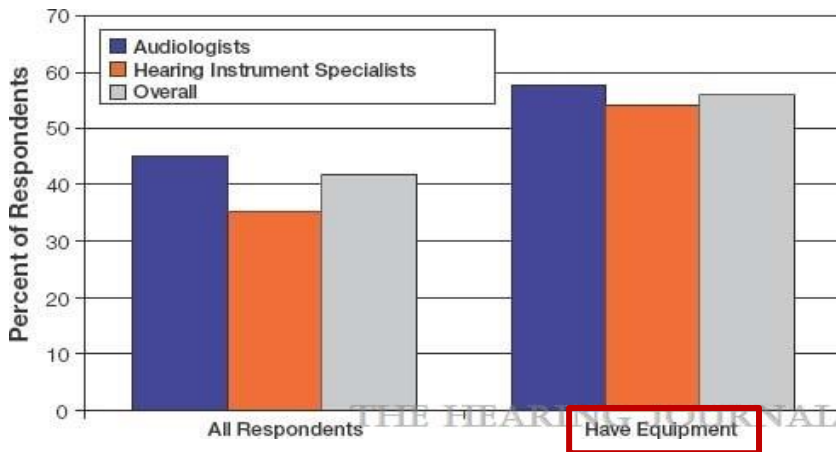 70
60
50
40
30
20
10
0
Percent of Respondents
Audiologists
Hearing Instrument Specialists
Overall
THE HEARING JOURNAL
All Respondents
Have Equipment